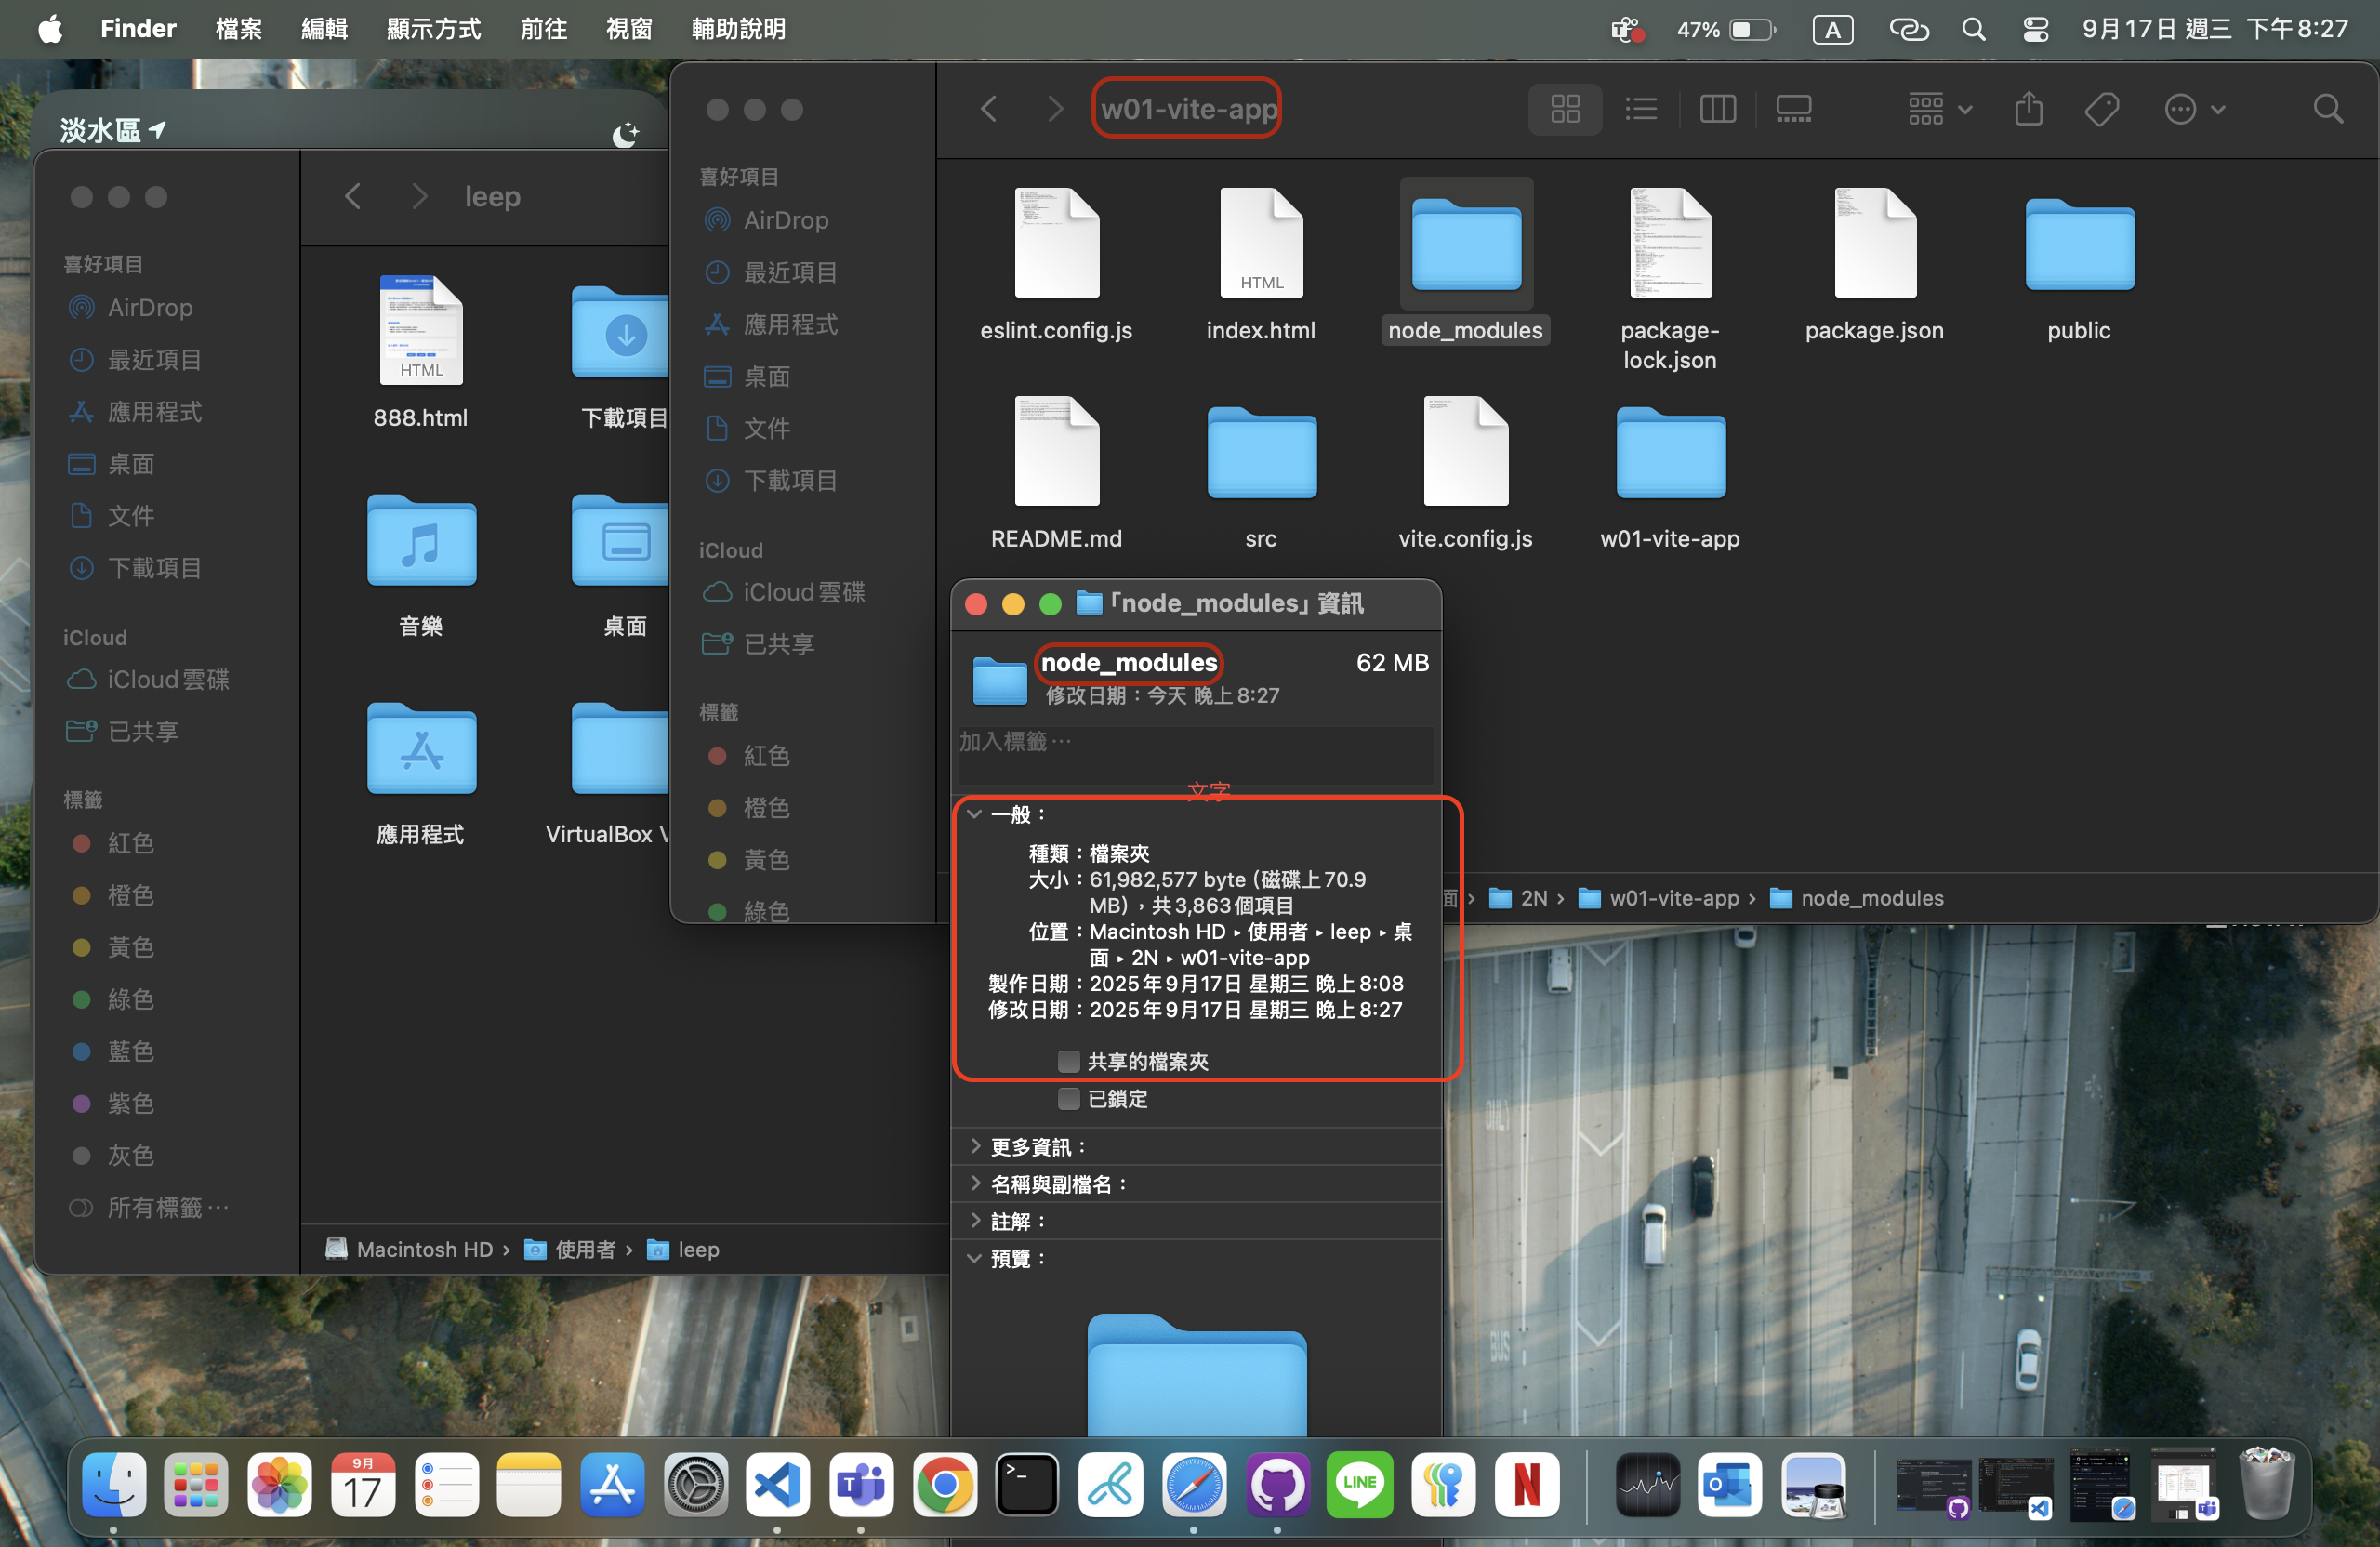 Finder 檔案 編輯 顯示方式 前往 視窗 輔助說明
47% A 9月17日 週三 下午8:27
淡水區
leep
喜好項目
AirDrop
最近項目
應用程式
桌面
文件
下載項目
iCloud
iCloud雲碟
已共享
標籤
紅色
橙色
黃色
綠色
藍色
紫色
灰色
所有標籤…
HTML
888.html
下載項目
音樂
桌面
應用程式
VirtualBox
Macintosh HD › 使用者 › leep
w01-vite-app
喜好項目
AirDrop
最近項目
應用程式
桌面
文件
下載項目
iCloud
iCloud雲碟
已共享
標籤
紅色
橙色
黃色
綠色
eslint.config.js
HTML
index.html
node_modules
package-
lock.json
package.json
public
README.md
src
vite.config.js
w01-vite-app
面 › 2N › w01-vite-app › node_modules
「node_modules」資訊
node_modules 62 MB
修改日期：今天 晚上8:27
加入標籤…
文字
一般：
種類：檔案夾
大小：61,982,577 byte（磁碟上70.9
MB），共3,863個項目
位置：Macintosh HD ▸ 使用者 ▸ leep ▸ 桌
面 ▸ 2N ▸ w01-vite-app
製作日期：2025年9月17日 星期三 晚上8:08
修改日期：2025年9月17日 星期三 晚上8:27
共享的檔案夾
已鎖定
更多資訊：
名稱與副檔名：
註解：
預覽：
BUS
9月
17
T
>_
LINE
N
O